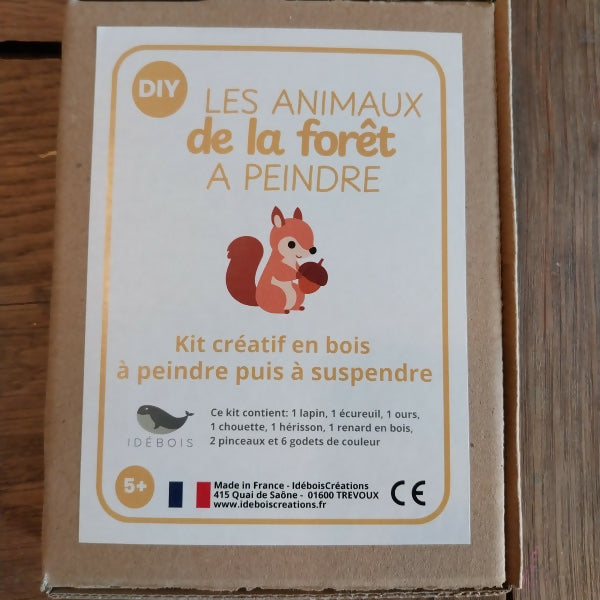 DIY
LES ANIMAUX
de la forêt
A PEINDRE
Kit créatif en bois
à peindre puis à suspendre
IDÉBOIS
Ce kit contient: 1 lapin, 1 écureuil, 1 ours,
1 chouette, 1 hérisson, 1 renard en bois,
2 pinceaux et 6 godets de couleur
5+
Made in France - IdéboisCréations
415 Quai de Saône - 01600 TREVOUX
www.ideboiscreations.fr
CE